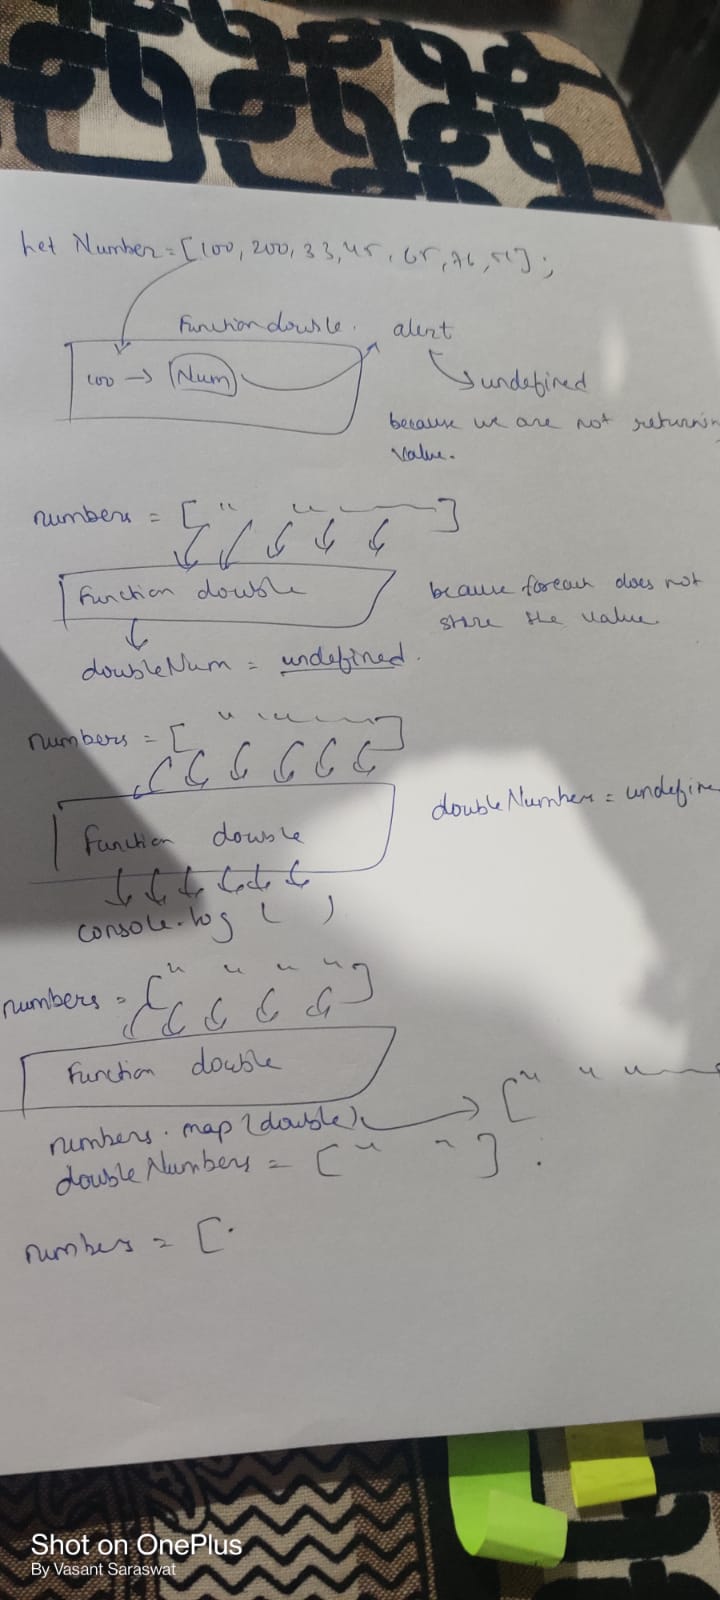 let Number = [100, 200, 33, 45, 65, 76, 51];
Function double.
alert
100 → Num
undefined
because we are not returnin
value.
numbers = [ " " ]
Function double
because foreach does not
store the value.
doubleNum = undefined.
numbers = [ " " ]
Function double
doubleNumber = undefine
console.log ( )
numbers = [ " " " " ]
Function double
numbers.map(double); → [ " " "
doubleNumbers = [ " " ] .
numbers = [.
Shot on OnePlus
By Vasant Saraswat